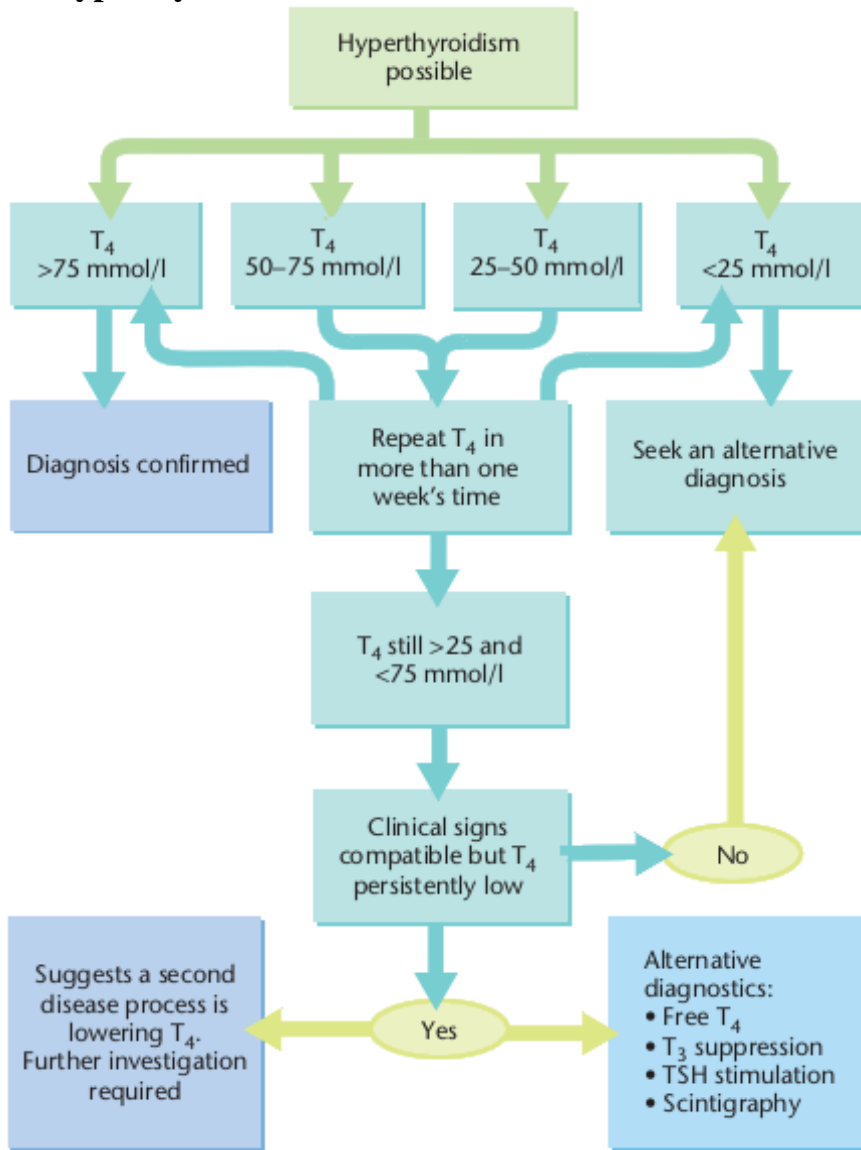 Hyperthyroidism
possible
T₄
>75 mmol/l
T₄
50–75 mmol/l
T₄
25–50 mmol/l
T₄
<25 mmol/l
Diagnosis confirmed
Repeat T₄ in
more than one
week's time
Seek an alternative
diagnosis
T₄ still >25 and
<75 mmol/l
Clinical signs
compatible but T₄
persistently low
No
Suggests a second
disease process is
lowering T₄.
Further investigation
required
Yes
Alternative
diagnostics:
• Free T₄
• T₃ suppression
• TSH stimulation
• Scintigraphy